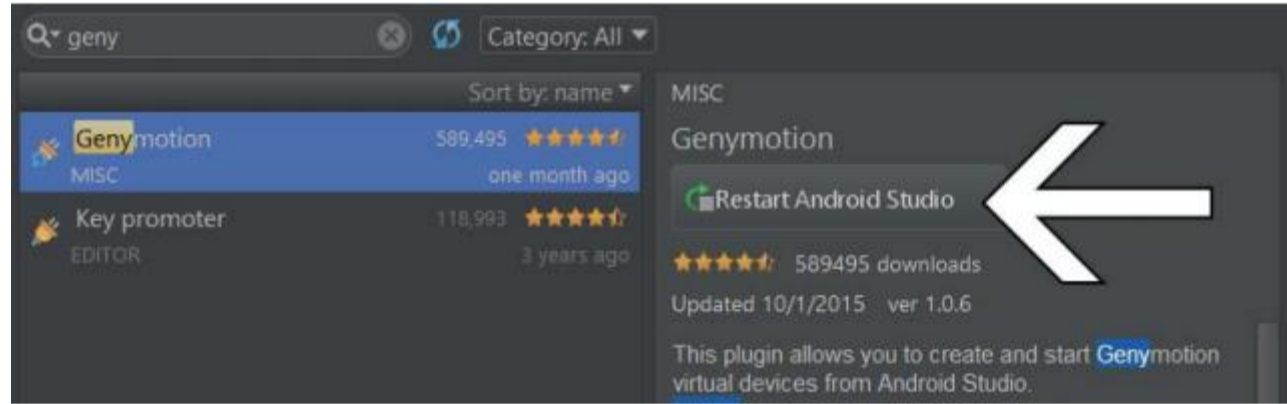 geny
Category: All
Sort by: name
Genymotion 589,495
MISC one month ago
Key promoter 118,993
EDITOR 3 years ago
MISC
Genymotion
Restart Android Studio
589495 downloads
Updated 10/1/2015 ver 1.0.6
This plugin allows you to create and start Genymotion
virtual devices from Android Studio.